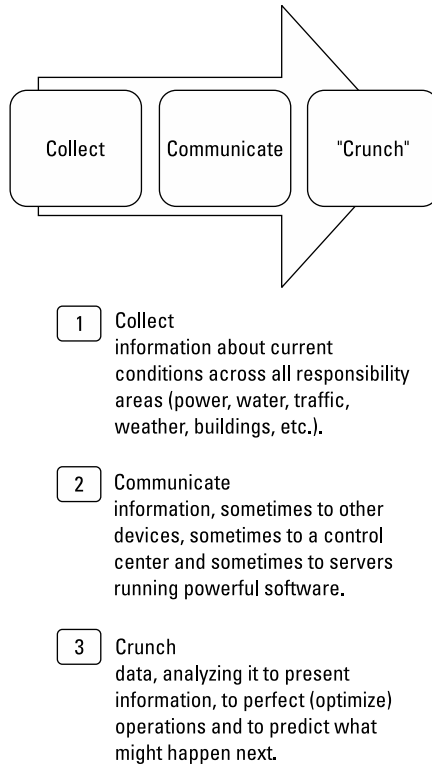 Collect
Communicate
"Crunch"
1 Collect
information about current
conditions across all responsibility
areas (power, water, traffic,
weather, buildings, etc.).
2 Communicate
information, sometimes to other
devices, sometimes to a control
center and sometimes to servers
running powerful software.
3 Crunch
data, analyzing it to present
information, to perfect (optimize)
operations and to predict what
might happen next.